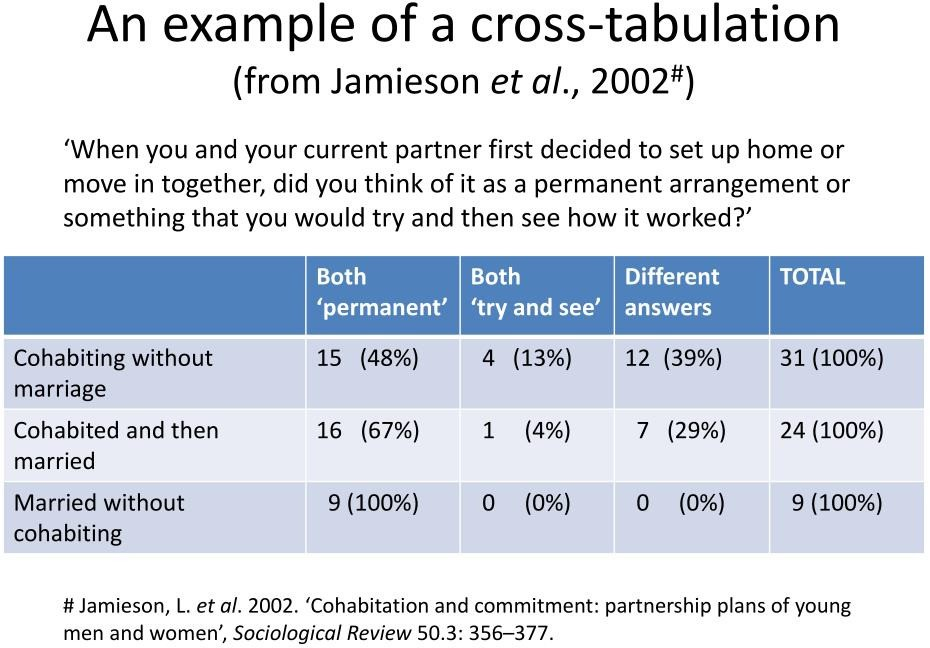 An example of a cross-tabulation
(from Jamieson et al., 2002#)
‘When you and your current partner first decided to set up home or
move in together, did you think of it as a permanent arrangement or
something that you would try and then see how it worked?’
Both ‘permanent’ Both ‘try and see’ Different answers TOTAL
Cohabiting without marriage 15 (48%) 4 (13%) 12 (39%) 31 (100%)
Cohabited and then married 16 (67%) 1 (4%) 7 (29%) 24 (100%)
Married without cohabiting 9 (100%) 0 (0%) 0 (0%) 9 (100%)
# Jamieson, L. et al. 2002. ‘Cohabitation and commitment: partnership plans of young
men and women’, Sociological Review 50.3: 356–377.